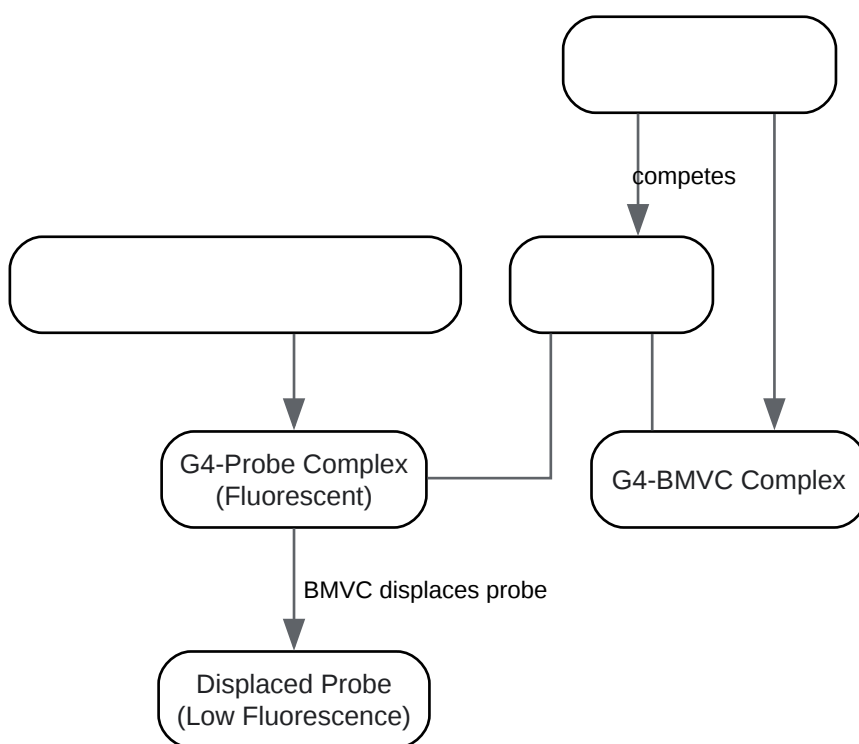 competes
G4-Probe Complex
(Fluorescent)
G4-BMVC Complex
BMVC displaces probe
Displaced Probe
(Low Fluorescence)